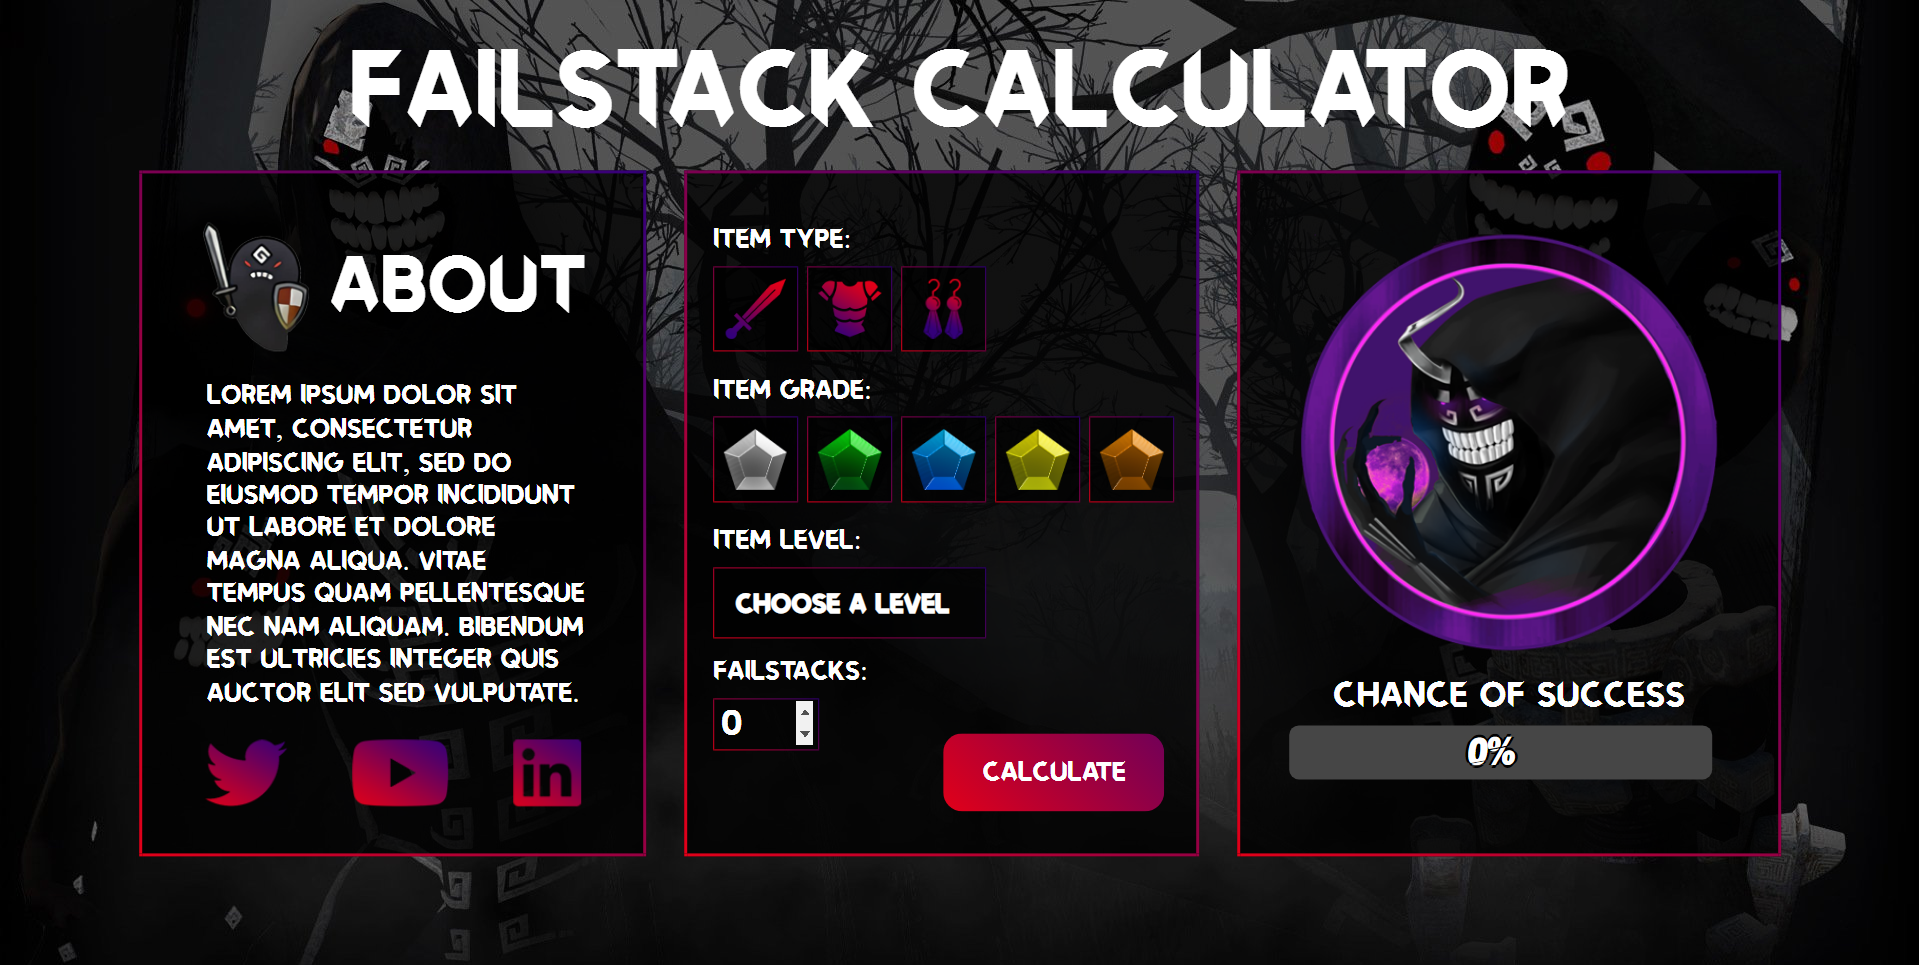 FAILSTACK CALCULATOR
ABOUT
LOREM IPSUM DOLOR SIT
AMET, CONSECTETUR
ADIPISCING ELIT, SED DO
EIUSMOD TEMPOR INCIDIDUNT
UT LABORE ET DOLORE
MAGNA ALIQUA. VITAE
TEMPUS QUAM PELLENTESQUE
NEC NAM ALIQUAM. BIBENDUM
EST ULTRICIES INTEGER QUIS
AUCTOR ELIT SED VULPUTATE.
in
ITEM TYPE:
ITEM GRADE:
ITEM LEVEL:
CHOOSE A LEVEL
FAILSTACKS:
0
CALCULATE
CHANCE OF SUCCESS
0%